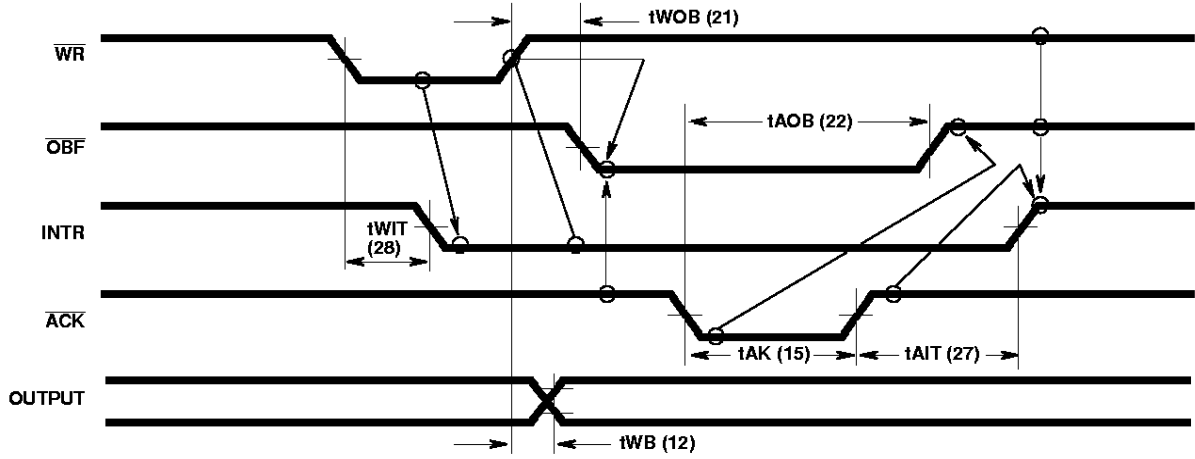 tWOB (21)
WR
tAOB (22)
OBF
INTR
tWIT
(28)
ACK
tAK (15)
tAIT (27)
OUTPUT
tWB (12)